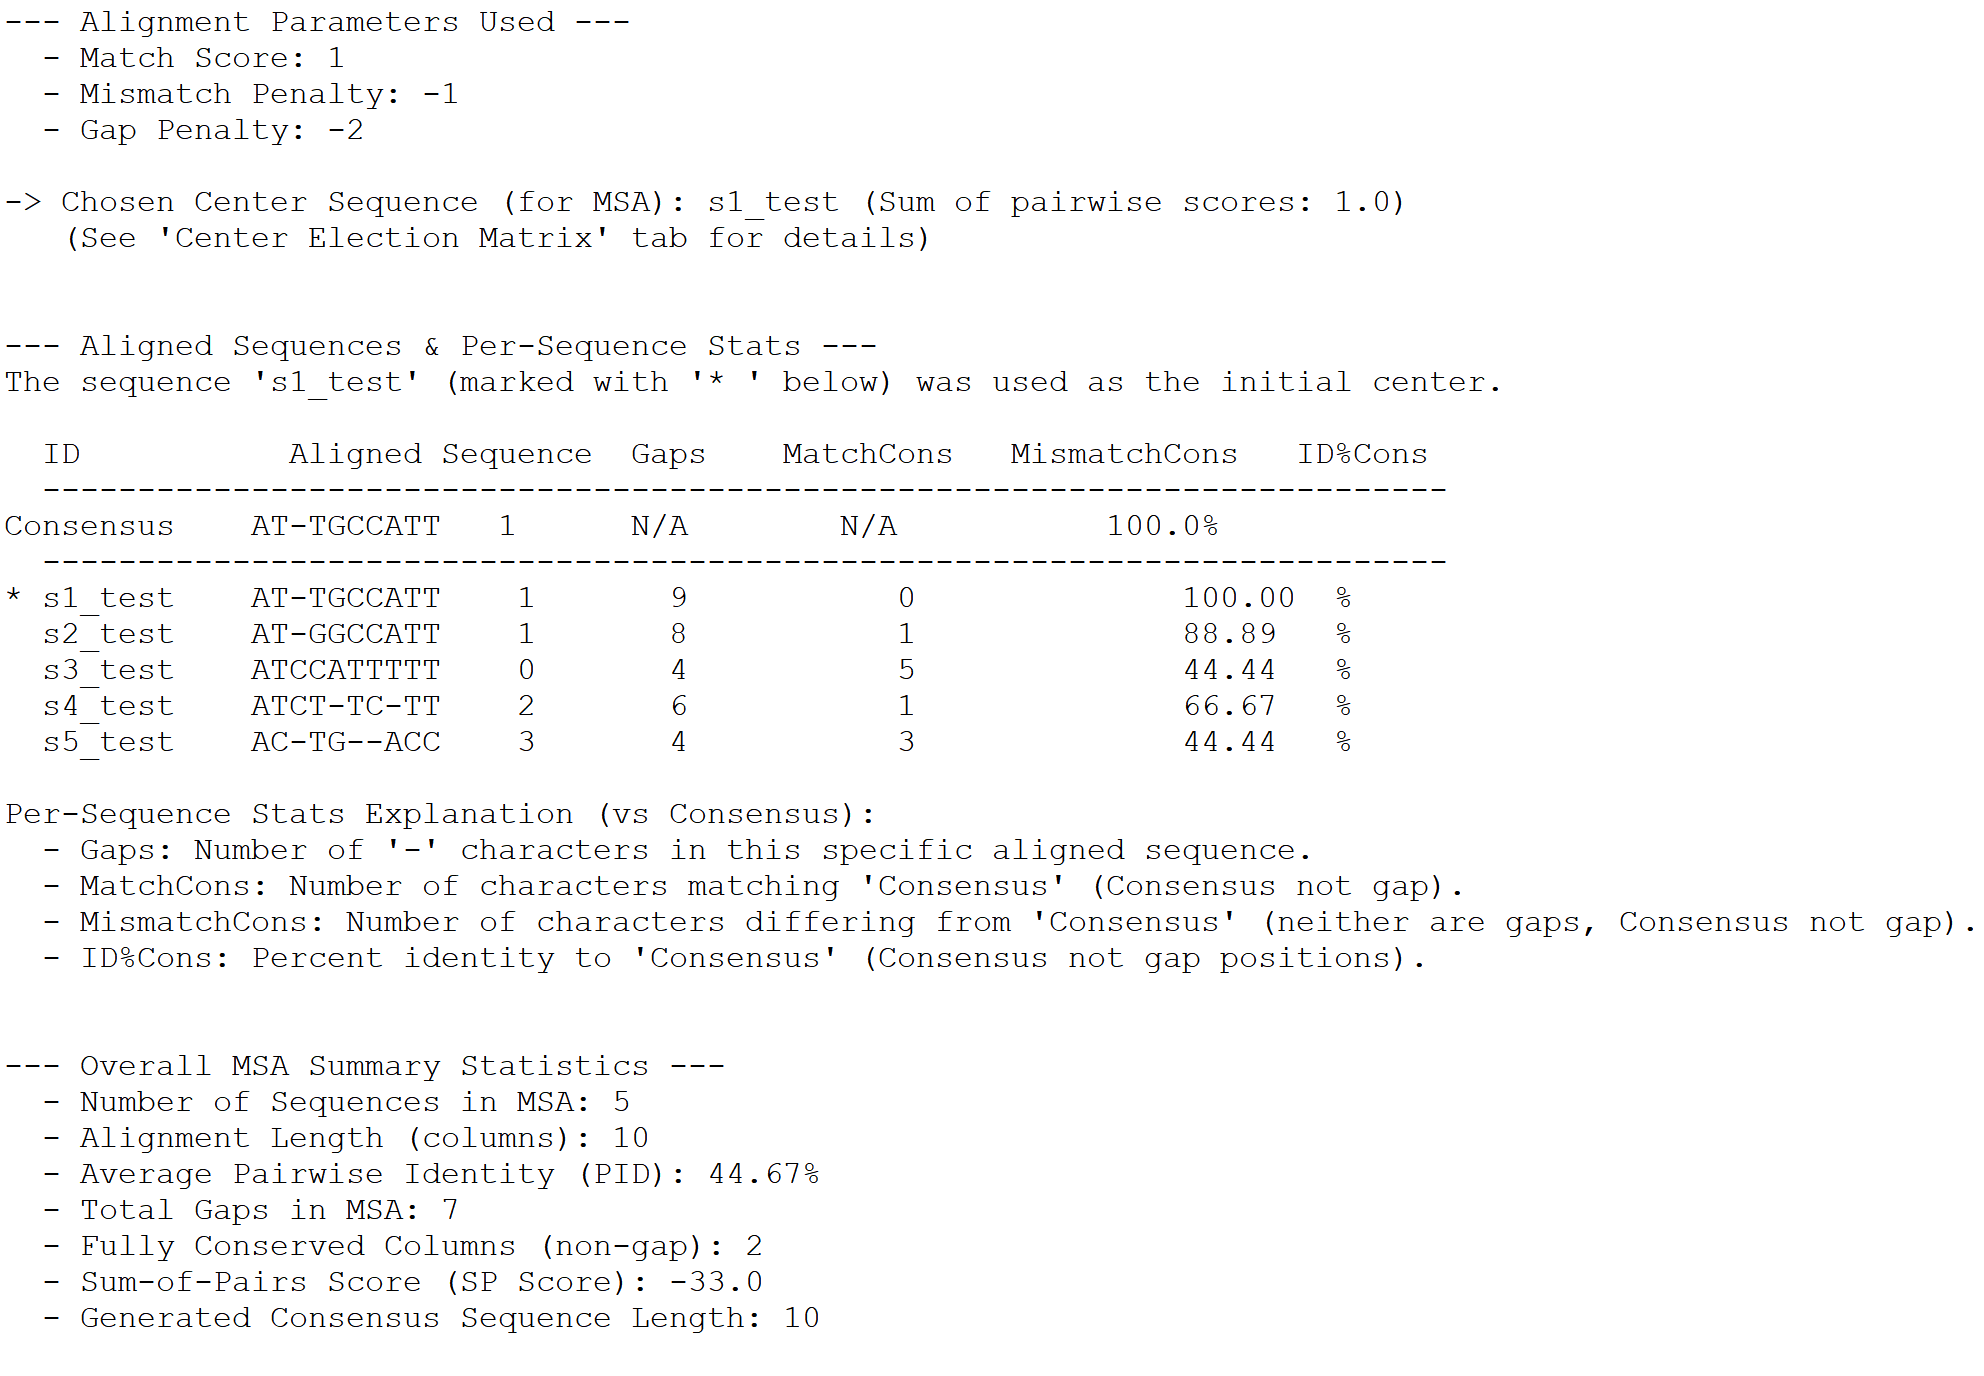 --- Alignment Parameters Used ---
  - Match Score: 1
  - Mismatch Penalty: -1
  - Gap Penalty: -2

-> Chosen Center Sequence (for MSA): s1_test (Sum of pairwise scores: 1.0)
   (See 'Center Election Matrix' tab for details)

--- Aligned Sequences & Per-Sequence Stats ---
The sequence 's1_test' (marked with '* ' below) was used as the initial center.

  ID           Aligned Sequence  Gaps    MatchCons   MismatchCons   ID%Cons
  --------------------------------------------------------------------------
Consensus    AT-TGCCATT   1      N/A        N/A           100.0%
  --------------------------------------------------------------------------
* s1_test    AT-TGCCATT    1       9           0              100.00  %
  s2_test    AT-GGCCATT    1       8           1              88.89   %
  s3_test    ATCCATTTTT    0       4           5              44.44   %
  s4_test    ATCT-TC-TT    2       6           1              66.67   %
  s5_test    AC-TG--ACC    3       4           3              44.44   %

Per-Sequence Stats Explanation (vs Consensus):
  - Gaps: Number of '-' characters in this specific aligned sequence.
  - MatchCons: Number of characters matching 'Consensus' (Consensus not gap).
  - MismatchCons: Number of characters differing from 'Consensus' (neither are gaps, Consensus not gap).
  - ID%Cons: Percent identity to 'Consensus' (Consensus not gap positions).

--- Overall MSA Summary Statistics ---
  - Number of Sequences in MSA: 5
  - Alignment Length (columns): 10
  - Average Pairwise Identity (PID): 44.67%
  - Total Gaps in MSA: 7
  - Fully Conserved Columns (non-gap): 2
  - Sum-of-Pairs Score (SP Score): -33.0
  - Generated Consensus Sequence Length: 10